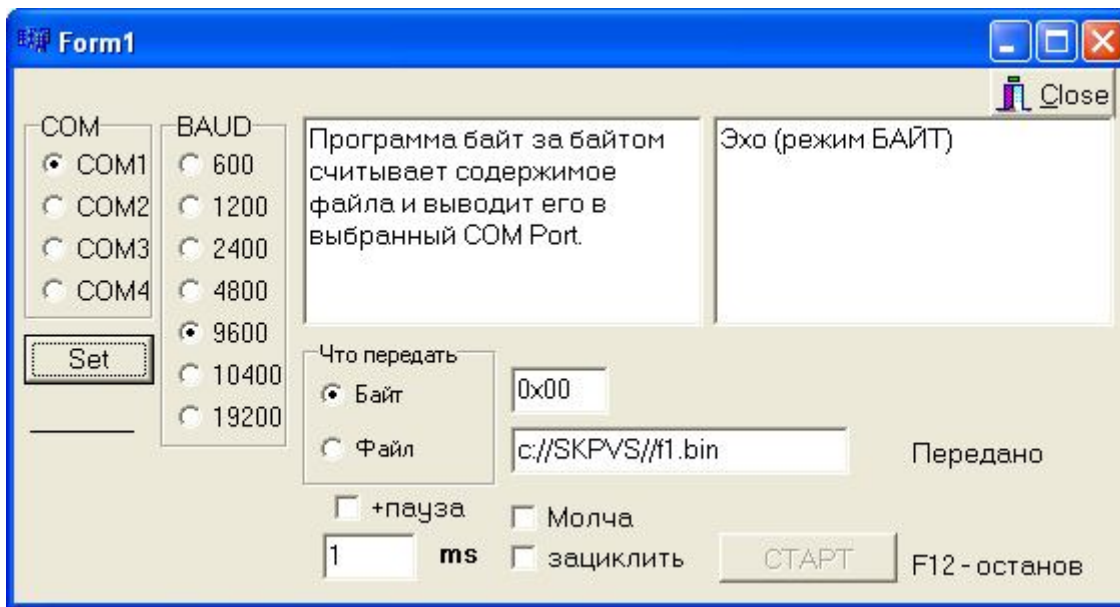 Form1
Close
COM
COM1
COM2
COM3
COM4
Set
BAUD
600
1200
2400
4800
9600
10400
19200
Программа байт за байтом
считывает содержимое
файла и выводит его в
выбранный COM Port.
Эхо (режим БАЙТ)
Что передать
Байт
Файл
0x00
c://SKPVS//f1.bin
Передано
+пауза
1 ms
Молча
зациклить
СТАРТ
F12 - останов